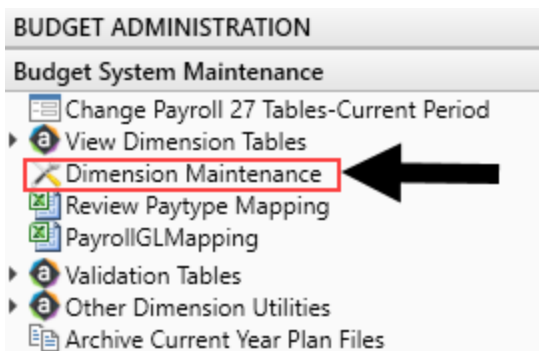 BUDGET ADMINISTRATION
Budget System Maintenance
Change Payroll 27 Tables-Current Period
View Dimension Tables
Dimension Maintenance
Review Paytype Mapping
PayrollGLMapping
Validation Tables
Other Dimension Utilities
Archive Current Year Plan Files